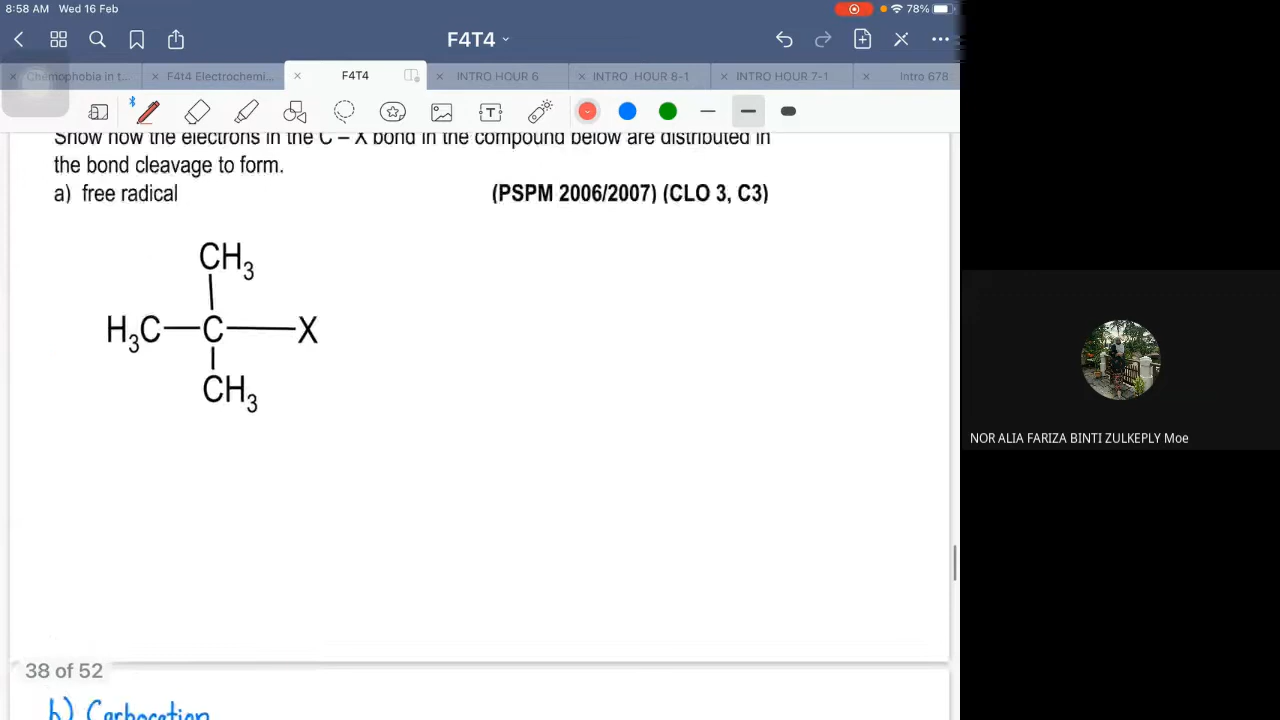 8:58 AM Wed 16 Feb
78%
F4T4
Chemophobia in t...
F4t4 Electrochemi...
F4T4
INTRO HOUR 6
INTRO HOUR 8-1
INTRO HOUR 7-1
Intro 678
Show how the electrons in the C – X bond in the compound below are distributed in
the bond cleavage to form.
a) free radical (PSPM 2006/2007) (CLO 3, C3)
CH3
H3C C X
CH3
NOR ALIA FARIZA BINTI ZULKEPLY Moe
38 of 52
b) Carbocation